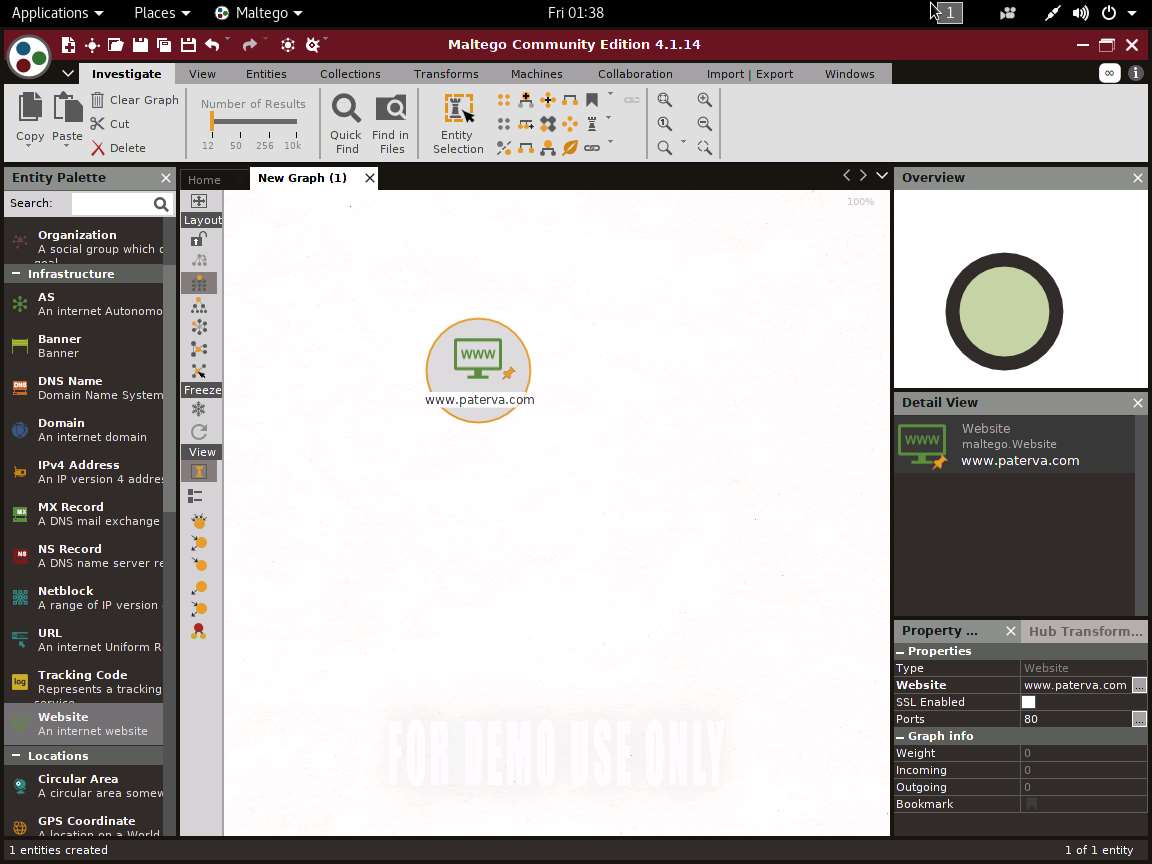 Applications Places Maltego Fri 01:38 1
Maltego Community Edition 4.1.14
Investigate View Entities Collections Transforms Machines Collaboration Import | Export Windows
Copy Paste Clear Graph Cut Delete
Number of Results
12 50 256 10k
Quick Find
Find in Files
Entity Selection
Entity Palette
Search:
Organization
A social group which
goal
Infrastructure
AS
An internet Autonomo
Banner
Banner
DNS
DNS Name
Domain Name System
Domain
An internet domain
IPv4 Address
An IP version 4 addre
MX
MX Record
A DNS mail exchange
NS
NS Record
A DNS name server re
Netblock
A range of IP version
URL
An internet Uniform R
log
Tracking Code
Represents a tracking
service
Website
An internet website
Locations
Circular Area
A circular area somew
GPS Coordinate
A location on a World
Home New Graph (1)
Layout
Freeze
View
100%
WWW
www.paterva.com
FOR DEMO USE ONLY
Overview
Detail View
WWW
Website
maltego.Website
www.paterva.com
Property ... Hub Transform...
Properties
Type Website
Website www.paterva.com ...
SSL Enabled
Ports 80 ...
Graph info
Weight 0
Incoming 0
Outgoing 0
Bookmark
1 entities created
1 of 1 entity